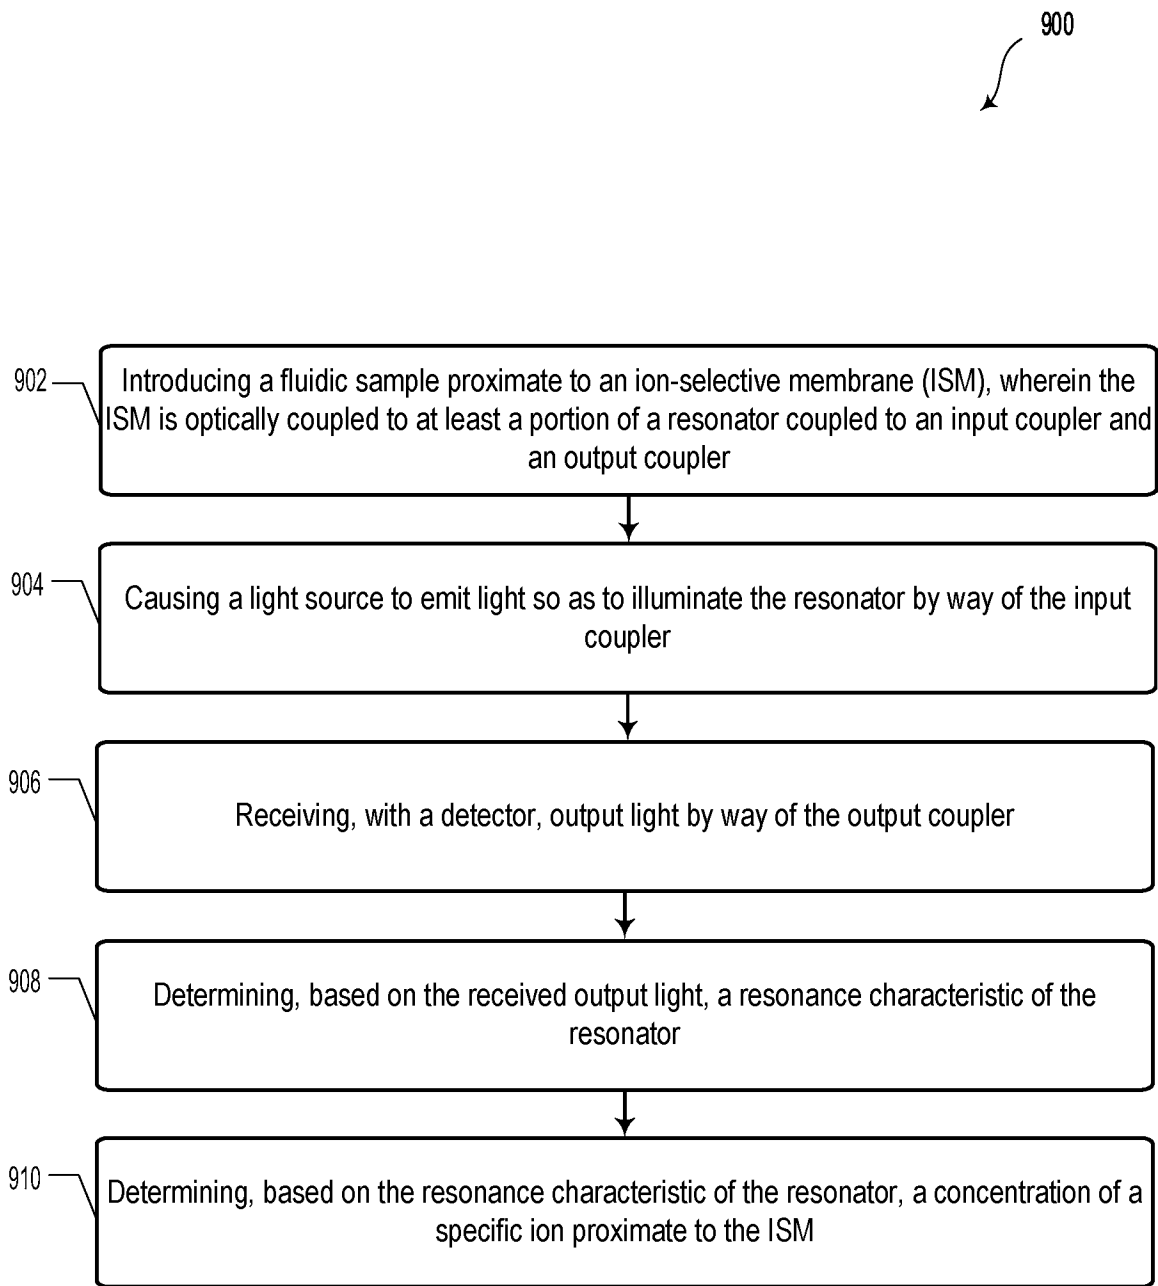 900
902
Introducing a fluidic sample proximate to an ion-selective membrane (ISM), wherein the
ISM is optically coupled to at least a portion of a resonator coupled to an input coupler and
an output coupler
904
Causing a light source to emit light so as to illuminate the resonator by way of the input
coupler
906
Receiving, with a detector, output light by way of the output coupler
908
Determining, based on the received output light, a resonance characteristic of the
resonator
910
Determining, based on the resonance characteristic of the resonator, a concentration of a
specific ion proximate to the ISM